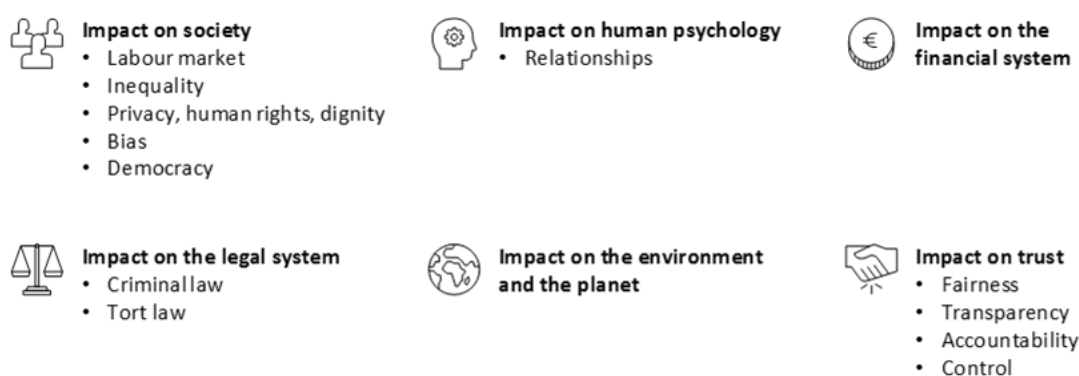 Impact on society
• Labour market
• Inequality
• Privacy, human rights, dignity
• Bias
• Democracy
Impact on human psychology
• Relationships
€
Impact on the
financial system
Impact on the legal system
• Criminal law
• Tort law
Impact on the environment
and the planet
Impact on trust
• Fairness
• Transparency
• Accountability
• Control